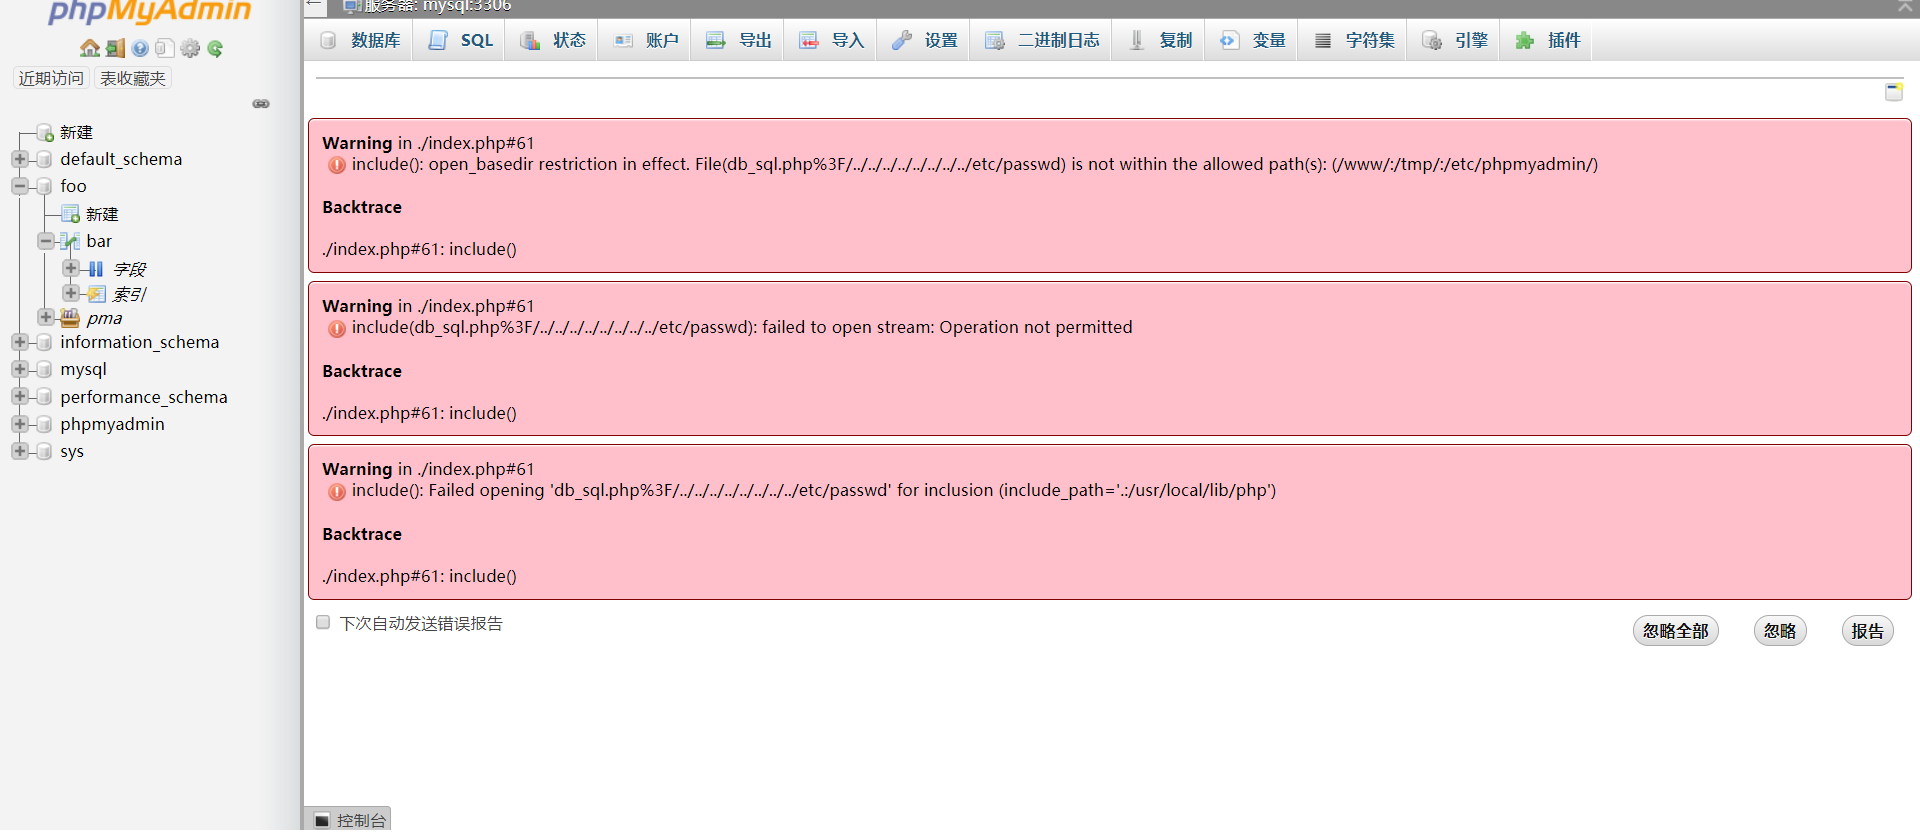 phpMyAdmin
近期访问 表收藏夹
新建
default_schema
foo
新建
bar
字段
索引
pma
information_schema
mysql
performance_schema
phpmyadmin
sys
服务器: mysql:3306
数据库 SQL 状态 账户 导出 导入 设置 二进制日志 复制 变量 字符集 引擎 插件
Warning in ./index.php#61
include(): open_basedir restriction in effect. File(db_sql.php%3F/../../../../../../../../etc/passwd) is not within the allowed path(s): (/www/:/tmp/:/etc/phpmyadmin/)
Backtrace
./index.php#61: include()
Warning in ./index.php#61
include(db_sql.php%3F/../../../../../../../../etc/passwd): failed to open stream: Operation not permitted
Backtrace
./index.php#61: include()
Warning in ./index.php#61
include(): Failed opening 'db_sql.php%3F/../../../../../../../../etc/passwd' for inclusion (include_path='.:/usr/local/lib/php')
Backtrace
./index.php#61: include()
下次自动发送错误报告
忽略全部 忽略 报告
控制台